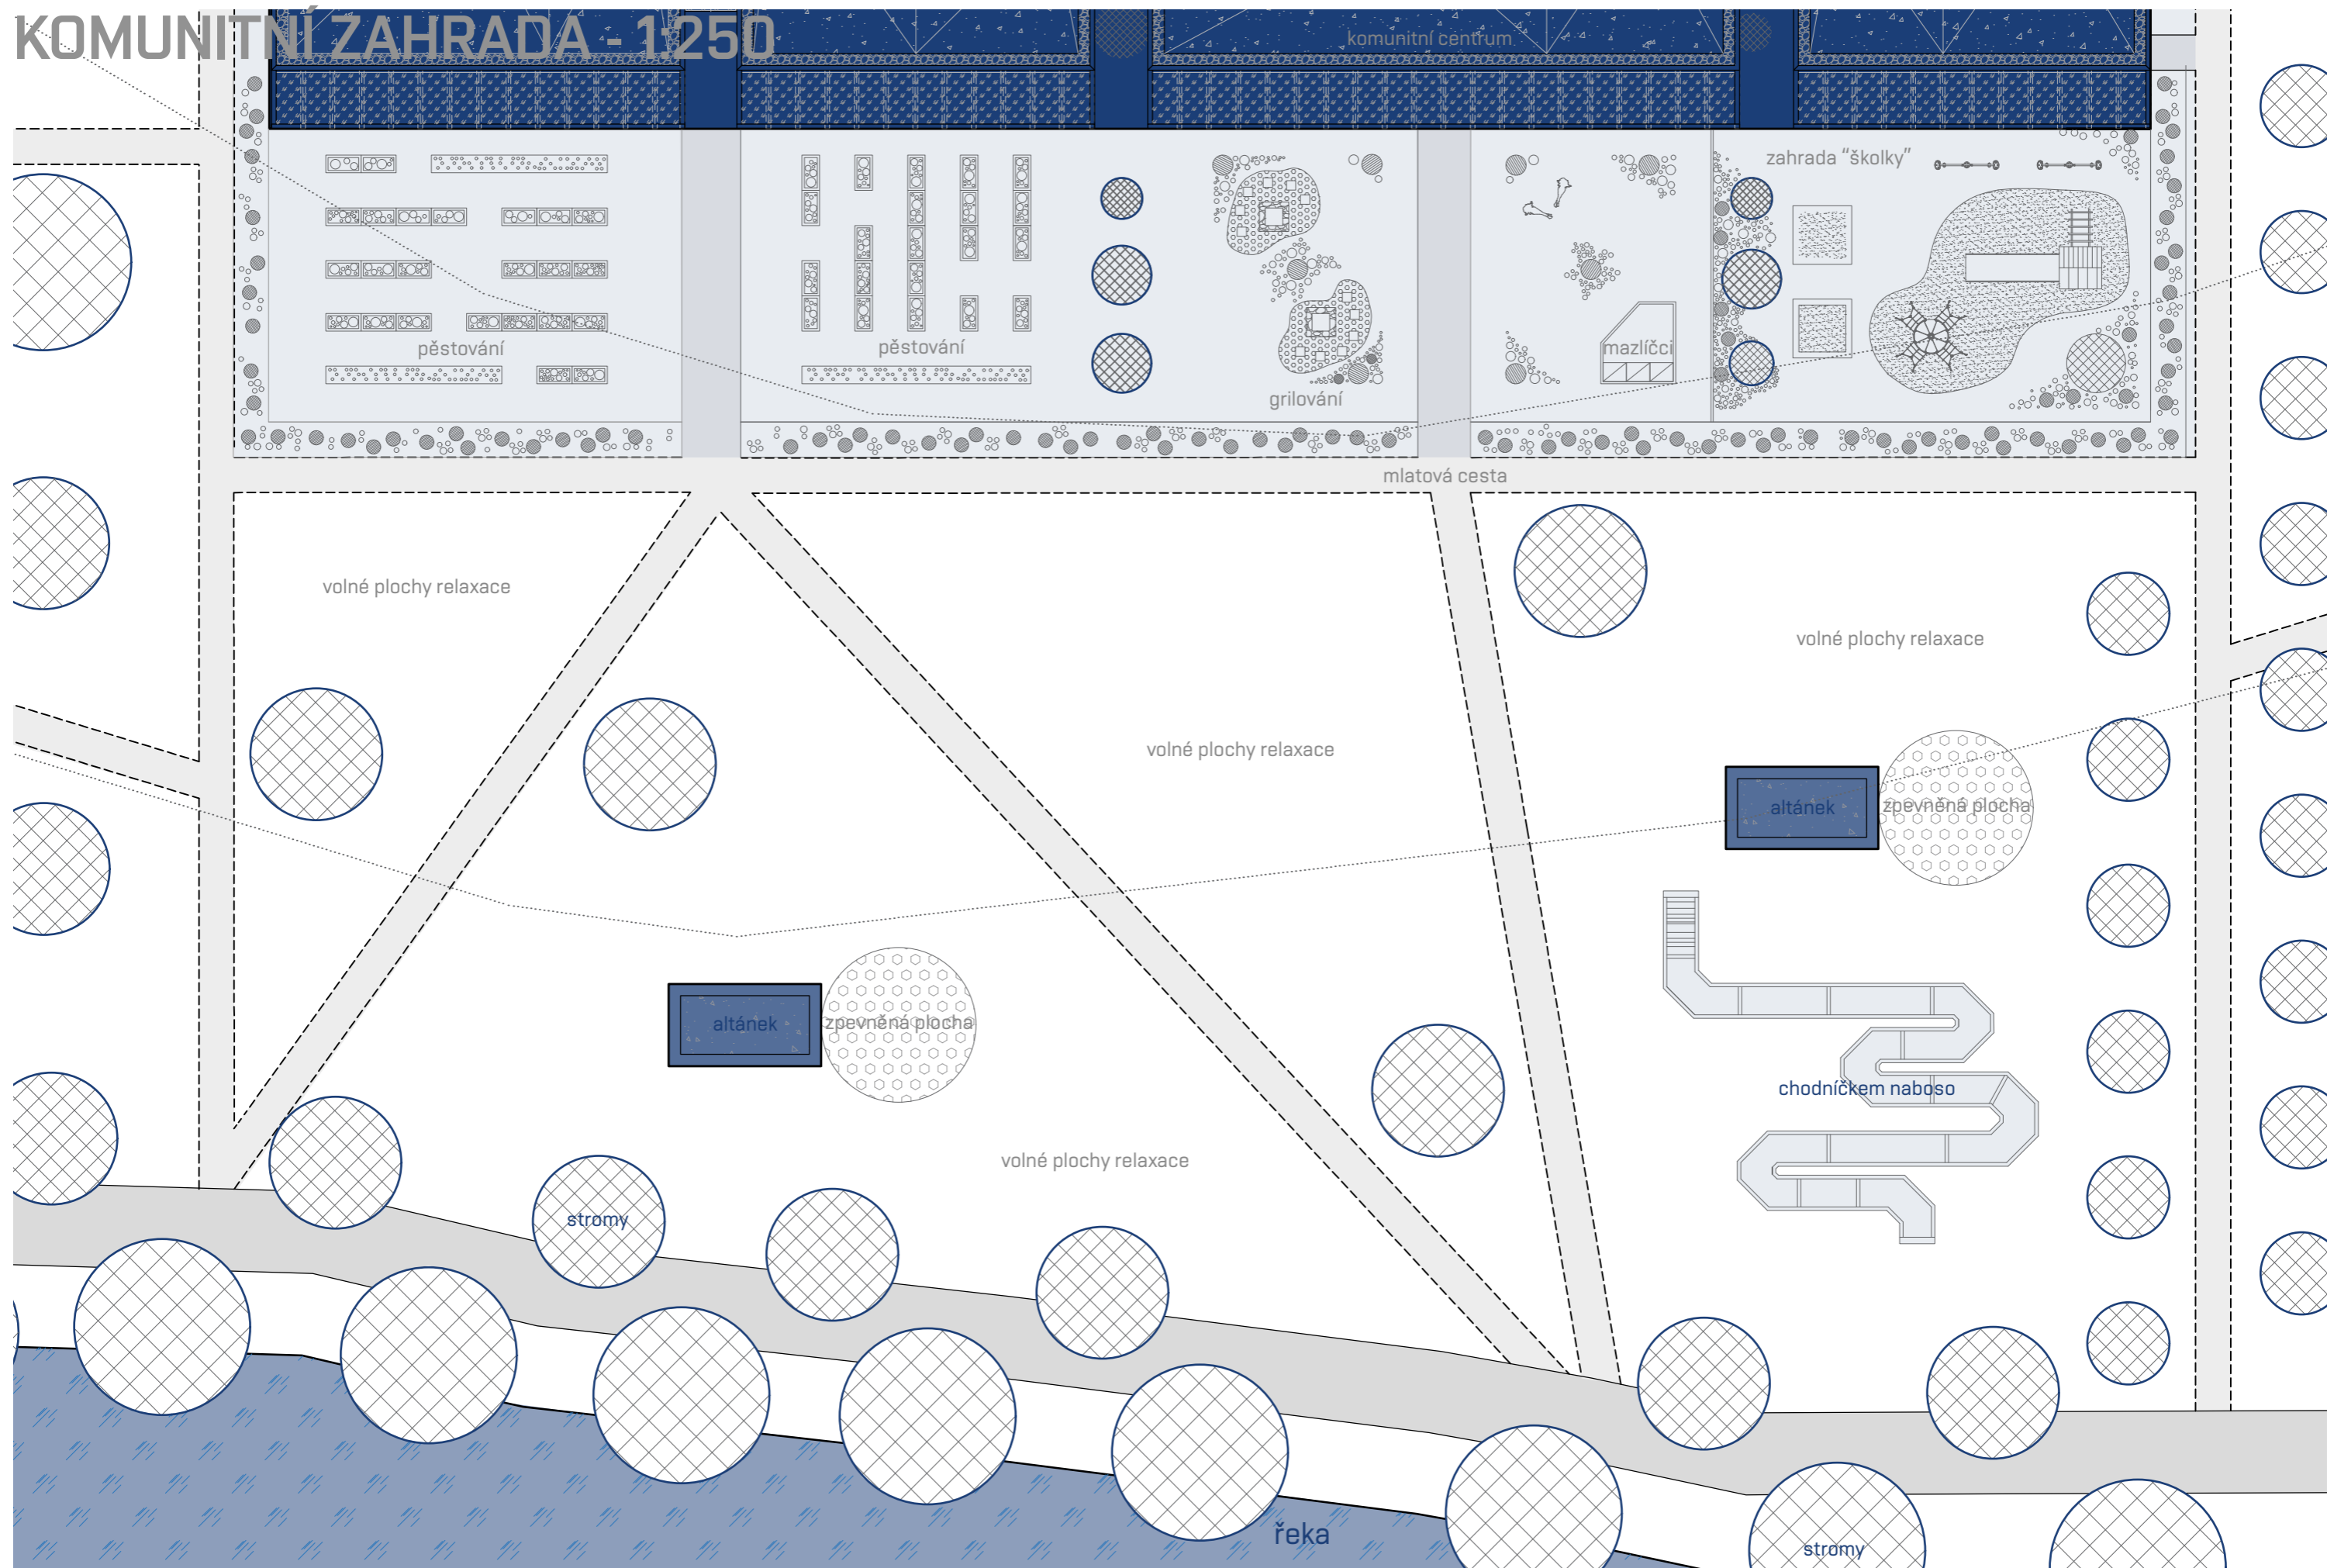 KOMUNITNÍ ZAHRADA - 1:250
komunitní centrum
zahrada "školky"
pěstování
pěstování
mazlíčci
grilování
mlatová cesta
volné plochy relaxace
volné plochy relaxace
volné plochy relaxace
altánek
zpevněná plocha
altánek
zpevněná plocha
chodníčkem naboso
volné plochy relaxace
stromy
řeka
stromy